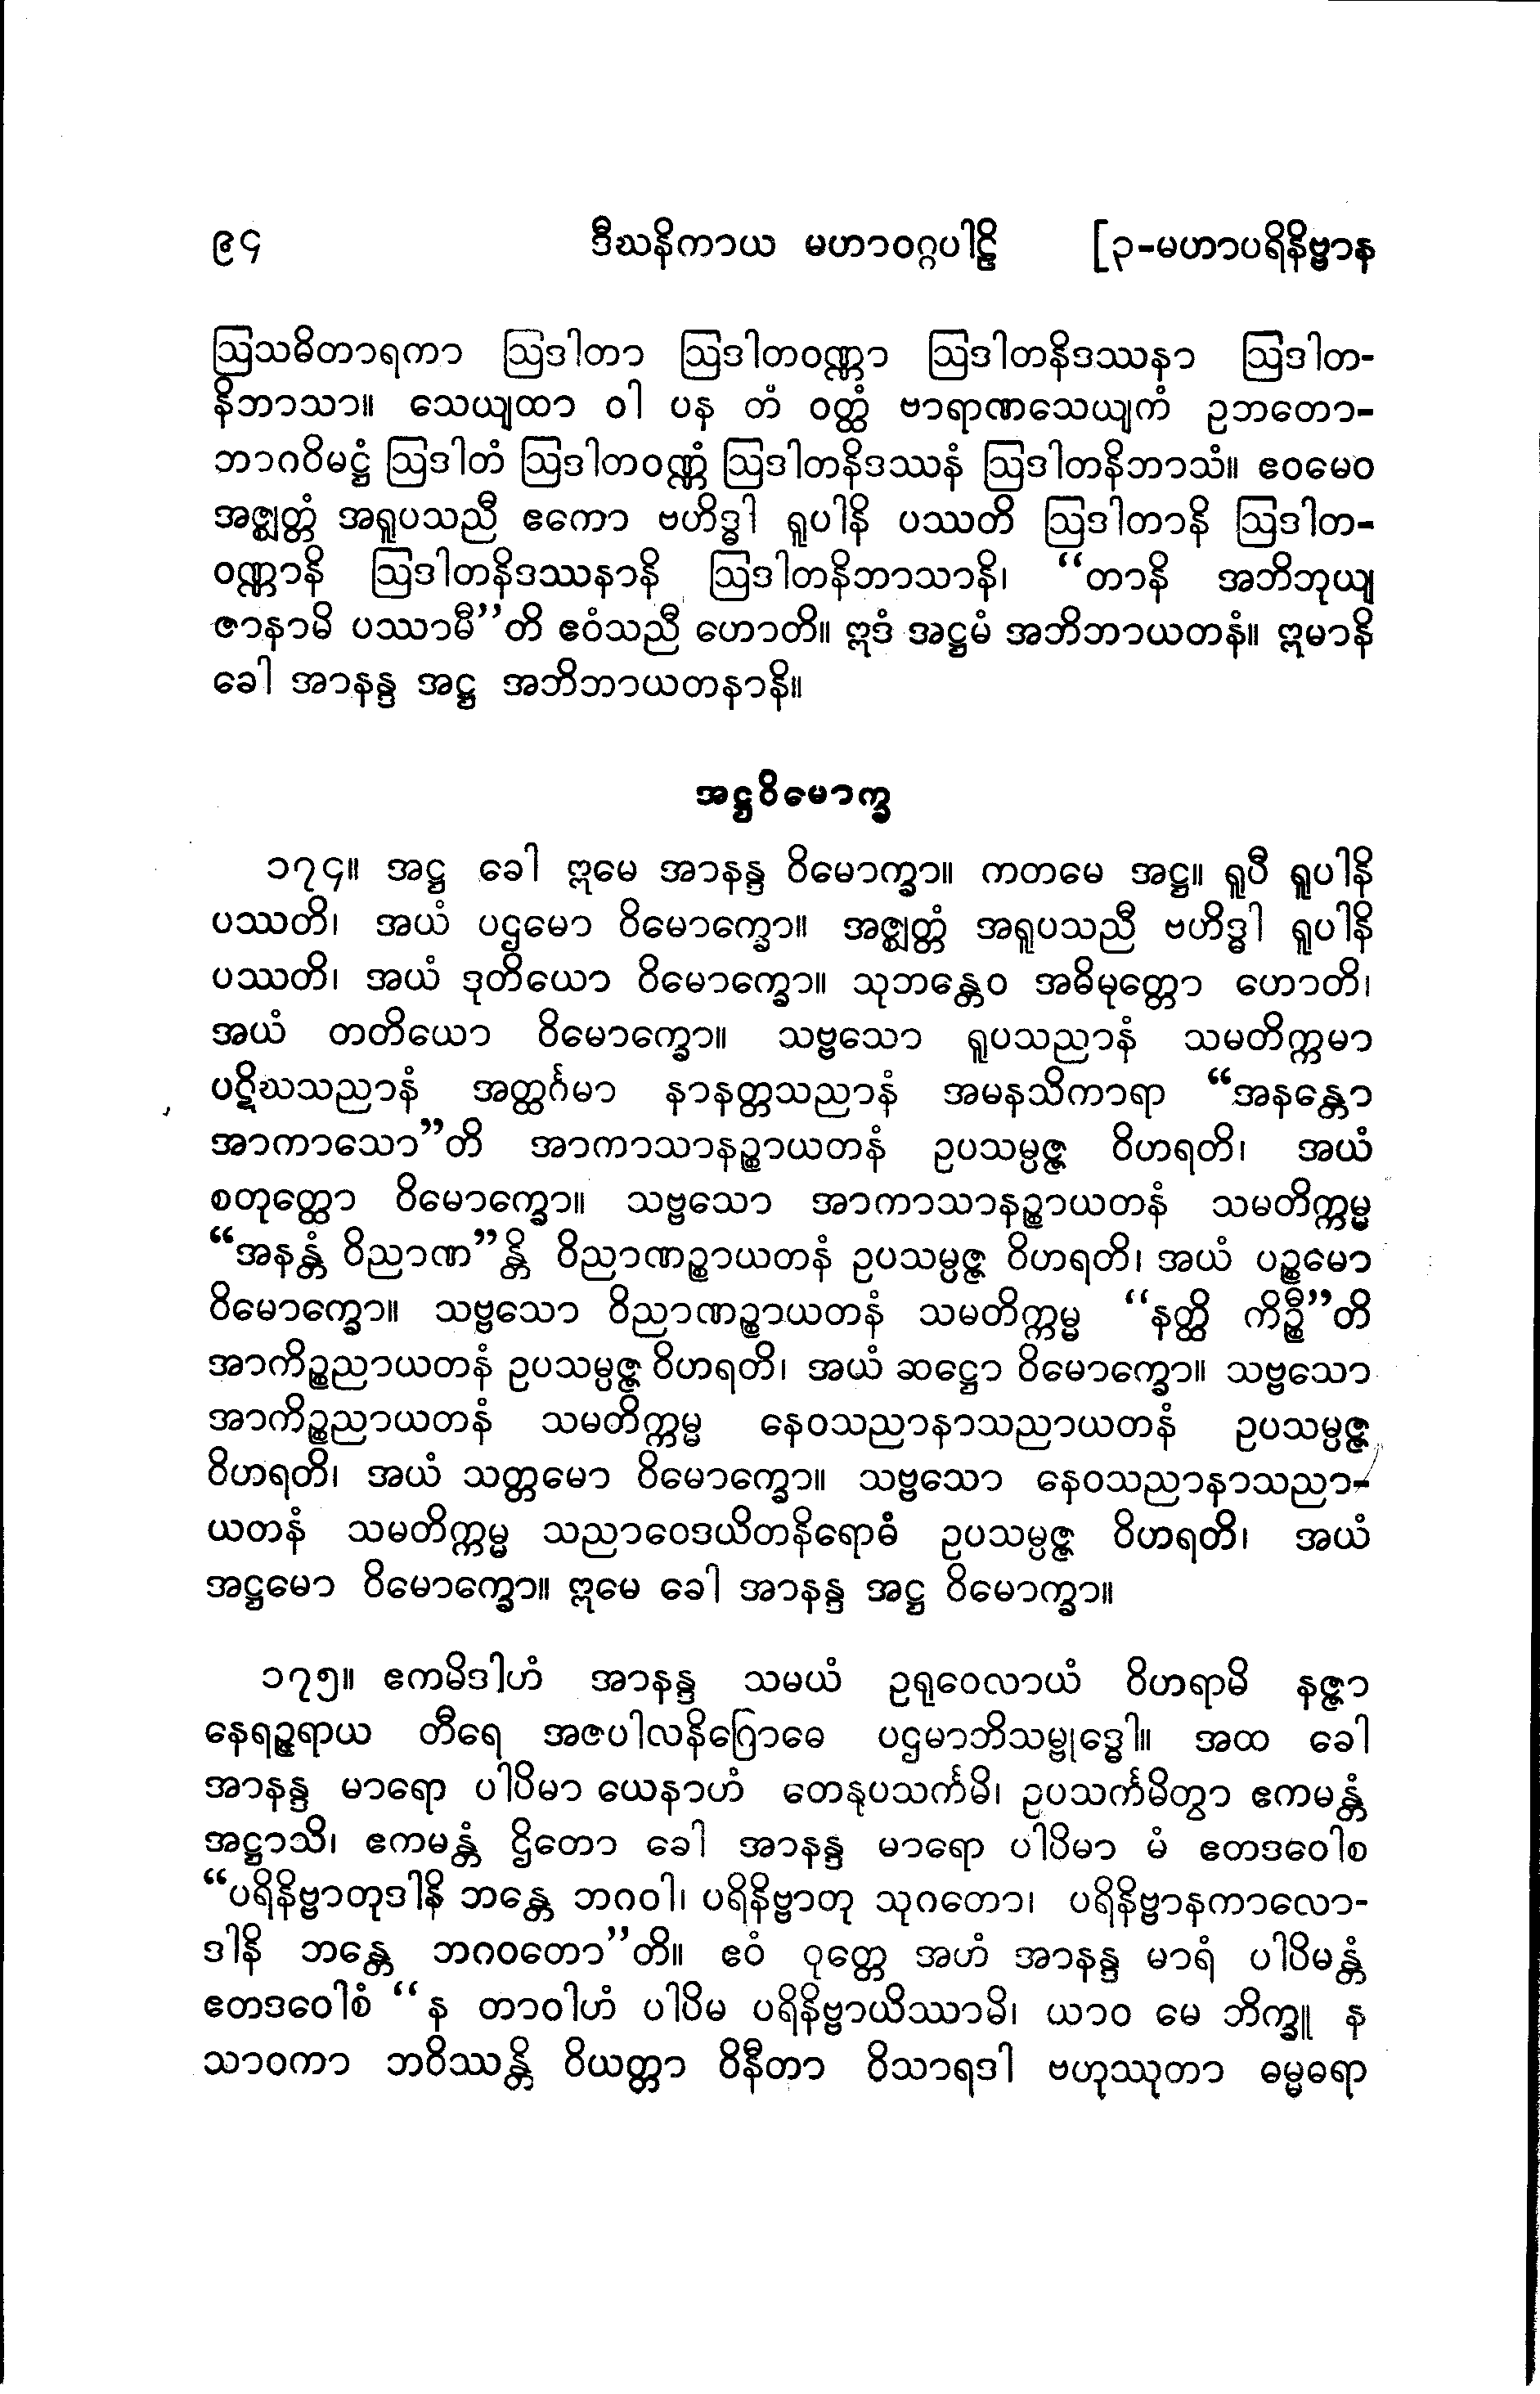 ၉၄ ဒီဃနိကာယ မဟာဝဂ္ဂပါဠိ [၃-မဟာပရိနိဗ္ဗာန
ဩသဓိတာရကာ ဩဒါတာ ဩဒါတဝဏ္ဏာ ဩဒါတနိဒဿနာ ဩဒါတ-
နိဘာသာ။ သေယျထာ ဝါ ပန တံ ဝတ္ထံ ဗာရာဏသေယျကံ ဥဘတော-
ဘာဂဝိမဋ္ဌံ ဩဒါတံ ဩဒါတဝဏ္ဏံ ဩဒါတနိဒဿနံ ဩဒါတနိဘာသံ။ ဧဝမေဝ
အဇ္ဈတ္တံ အရူပသညီ ဧကော ဗဟိဒ္ဓါ ရူပါနိ ပဿတိ ဩဒါတာနိ ဩဒါတ-
ဝဏ္ဏာနိ ဩဒါတနိဒဿနာနိ ဩဒါတနိဘာသာနိ၊ “တာနိ အဘိဘုယျ
ဇာနာမိ ပဿာမီ”တိ ဧဝံသညီ ဟောတိ။ ဣဒံ အဋ္ဌမံ အဘိဘာယတနံ။ ဣမာနိ
ခေါ အာနန္ဒ အဋ္ဌ အဘိဘာယတနာနိ။
အဋ္ဌဝိမောက္ခ
၁၇၄။ အဋ္ဌ ခေါ ဣမေ အာနန္ဒ ဝိမောက္ခာ။ ကတမေ အဋ္ဌ။ ရူပီ ရူပါနိ
ပဿတိ၊ အယံ ပဌမော ဝိမောက္ခော။ အဇ္ဈတ္တံ အရူပသညီ ဗဟိဒ္ဓါ ရူပါနိ
ပဿတိ၊ အယံ ဒုတိယော ဝိမောက္ခော။ သုဘန္တေဝ အဓိမုတ္တော ဟောတိ၊
အယံ တတိယော ဝိမောက္ခော။ သဗ္ဗသော ရူပသညာနံ သမတိက္ကမာ
ပဋိဃသညာနံ အတ္ထင်္ဂမာ နာနတ္တသညာနံ အမနသိကာရာ “အနန္တော
အာကာသော”တိ အာကာသာနဉ္စာယတနံ ဥပသမ္ပဇ္ဇ ဝိဟရတိ၊ အယံ
စတုတ္ထော ဝိမောက္ခော။ သဗ္ဗသော အာကာသာနဉ္စာယတနံ သမတိက္ကမ္မ
“အနန္တံ ဝိညာဏ”န္တိ ဝိညာဏဉ္စာယတနံ ဥပသမ္ပဇ္ဇ ဝိဟရတိ၊ အယံ ပဉ္စမော
ဝိမောက္ခော။ သဗ္ဗသော ဝိညာဏဉ္စာယတနံ သမတိက္ကမ္မ “နတ္ထိ ကိဉ္စီ”တိ
အာကိဉ္စညာယတနံ ဥပသမ္ပဇ္ဇ ဝိဟရတိ၊ အယံ ဆဋ္ဌော ဝိမောက္ခော။ သဗ္ဗသော
အာကိဉ္စညာယတနံ သမတိက္ကမ္မ နေဝသညာနာသညာယတနံ ဥပသမ္ပဇ္ဇ
ဝိဟရတိ၊ အယံ သတ္တမော ဝိမောက္ခော။ သဗ္ဗသော နေဝသညာနာသညာ-
ယတနံ သမတိက္ကမ္မ သညာဝေဒယိတနိရောဓံ ဥပသမ္ပဇ္ဇ ဝိဟရတိ၊ အယံ
အဋ္ဌမော ဝိမောက္ခော။ ဣမေ ခေါ အာနန္ဒ အဋ္ဌ ဝိမောက္ခာ။
၁၇၅။ ဧကမိဒါဟံ အာနန္ဒ သမယံ ဥရုဝေလာယံ ဝိဟရာမိ နဇ္ဇာ
နေရဉ္ဇရာယ တီရေ အဇပါလနိဂြောဓေ ပဌမာဘိသမ္ဗုဒ္ဓေါ။ အထ ခေါ
အာနန္ဒ မာရော ပါပိမာ ယေနာဟံ တေနုပသင်္ကမိ၊ ဥပသင်္ကမိတွာ ဧကမန္တံ
အဋ္ဌာသိ၊ ဧကမန္တံ ဌိတော ခေါ အာနန္ဒ မာရော ပါပိမာ မံ ဧတဒဝေါစ
“ပရိနိဗ္ဗာတုဒါနိ ဘန္တေ ဘဂဝါ၊ ပရိနိဗ္ဗာတု သုဂတော၊ ပရိနိဗ္ဗာနကာလော-
ဒါနိ ဘန္တေ ဘဂဝတော”တိ။ ဧဝံ ဝုတ္တေ အဟံ အာနန္ဒ မာရံ ပါပိမန္တံ
ဧတဒဝေါစံ “န တာဝါဟံ ပါပိမ ပရိနိဗ္ဗာယိဿာမိ၊ ယာဝ မေ ဘိက္ခူ န
သာဝကာ ဘဝိဿန္တိ ဝိယတ္တာ ဝိနီတာ ဝိသာရဒါ ဗဟုဿုတာ ဓမ္မဓရာ